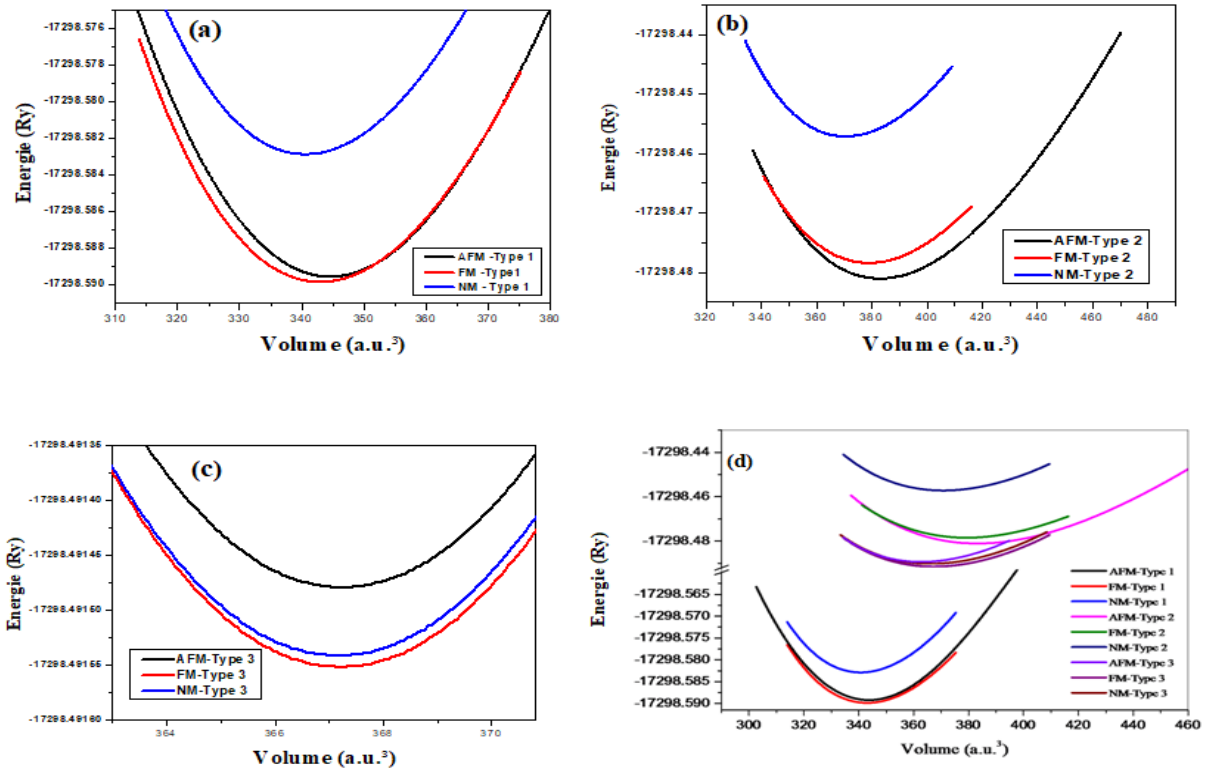 (a)
Energie (Ry)
-17298.576
-17298.578
-17298.580
-17298.582
-17298.584
-17298.586
-17298.588
-17298.590
310 320 330 340 350 360 370 380
Volume (a.u.³)
AFM -Type 1
FM -Type1
NM - Type 1
(b)
Energie (Ry)
-17298.44
-17298.45
-17298.46
-17298.47
-17298.48
320 340 360 380 400 420 440 460 480
Volume (a.u.³)
AFM-Type 2
FM-Type 2
NM-Type 2
(c)
Energie (Ry)
-17298.49135
-17298.49140
-17298.49145
-17298.49150
-17298.49155
-17298.49160
364 366 368 370
Volume (a.u.³)
AFM-Type 3
FM-Type 3
NM-Type 3
(d)
Energie (Ry)
-17298.44
-17298.46
-17298.48
-17298.565
-17298.570
-17298.575
-17298.580
-17298.585
-17298.590
300 320 340 360 380 400 420 440 460
Volume (a.u.³)
AFM-Type 1
FM-Type 1
NM-Type 1
AFM-Type 2
FM-Type 2
NM-Type 2
AFM-Type 3
FM-Type 3
NM-Type 3